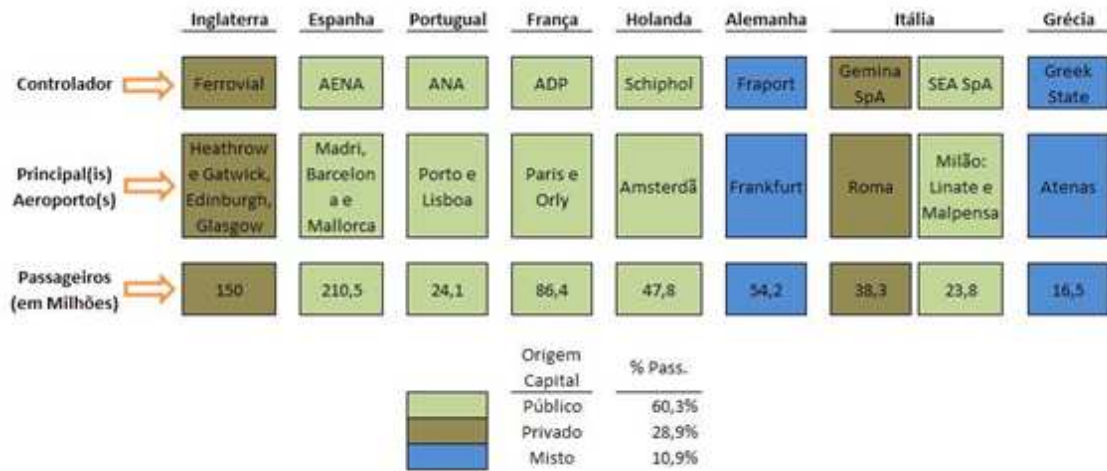 Inglaterra Espanha Portugual França Holanda Alemanha Itália Grécia
Controlador Ferrovial AENA ANA ADP Schiphol Fraport Gemina SpA SEA SpA Greek State
Principal(is) Aeroporto(s)
Heathrow
e Gatwick,
Edinburgh,
Glasgow
Madri,
Barcelon
a e
Mallorca
Porto e
Lisboa
Paris e
Orly
Amsterdã
Frankfurt
Roma
Milão:
Linate e
Malpensa
Atenas
Passageiros
(em Milhões)
150 210,5 24,1 86,4 47,8 54,2 38,3 23,8 16,5
Origem
Capital
% Pass.
Público 60,3%
Privado 28,9%
Misto 10,9%